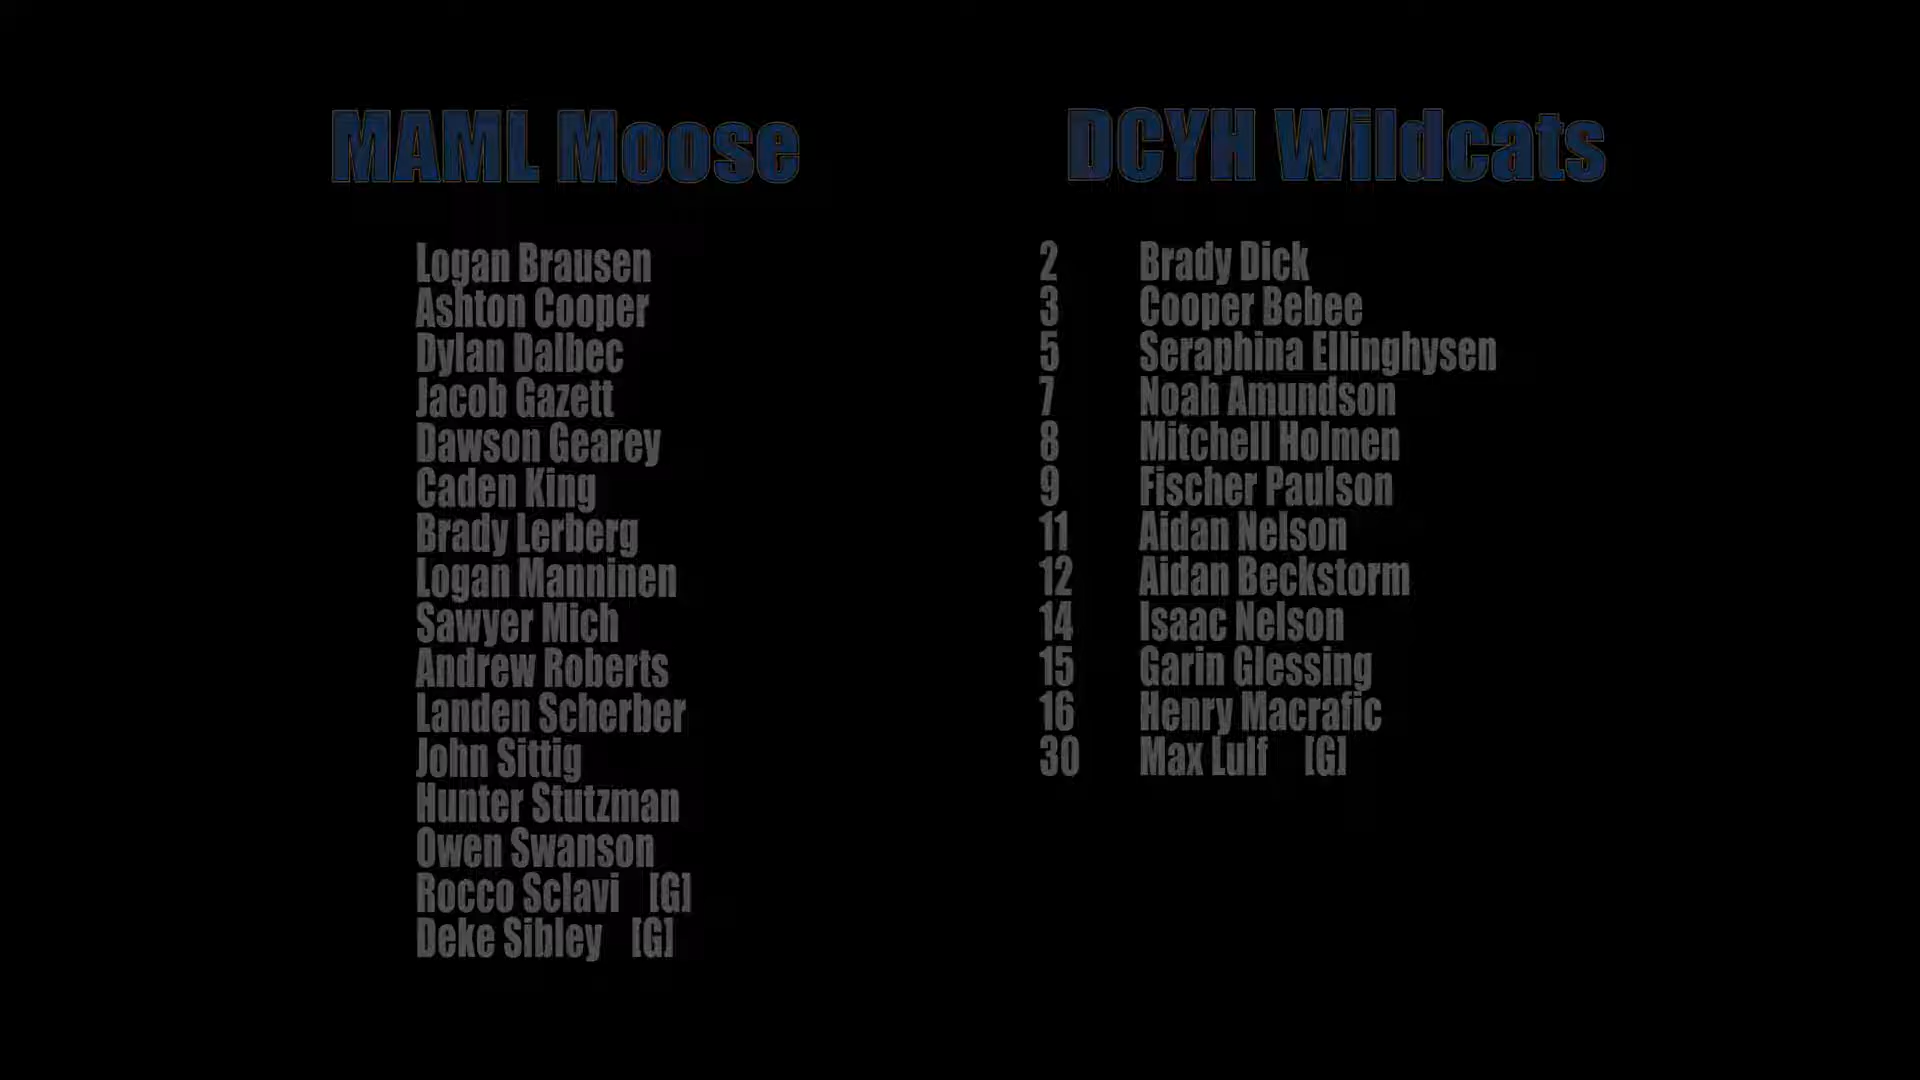 MAML Moose
Logan Brausen
Ashton Cooper
Dylan Dalbec
Jacob Gazett
Dawson Gearey
Caden King
Brady Lerberg
Logan Manninen
Sawyer Mich
Andrew Roberts
Landen Scherber
John Sittig
Hunter Stutzman
Owen Swanson
Rocco Sclavi [G]
Deke Sibley [G]
DCYH Wildcats
2 Brady Dick
3 Cooper Bebee
5 Seraphina Ellinghysen
7 Noah Amundson
8 Mitchell Holmen
9 Fischer Paulson
11 Aidan Nelson
12 Aidan Beckstorm
14 Isaac Nelson
15 Garin Glessing
16 Henry Macrafic
30 Max Lulf [G]